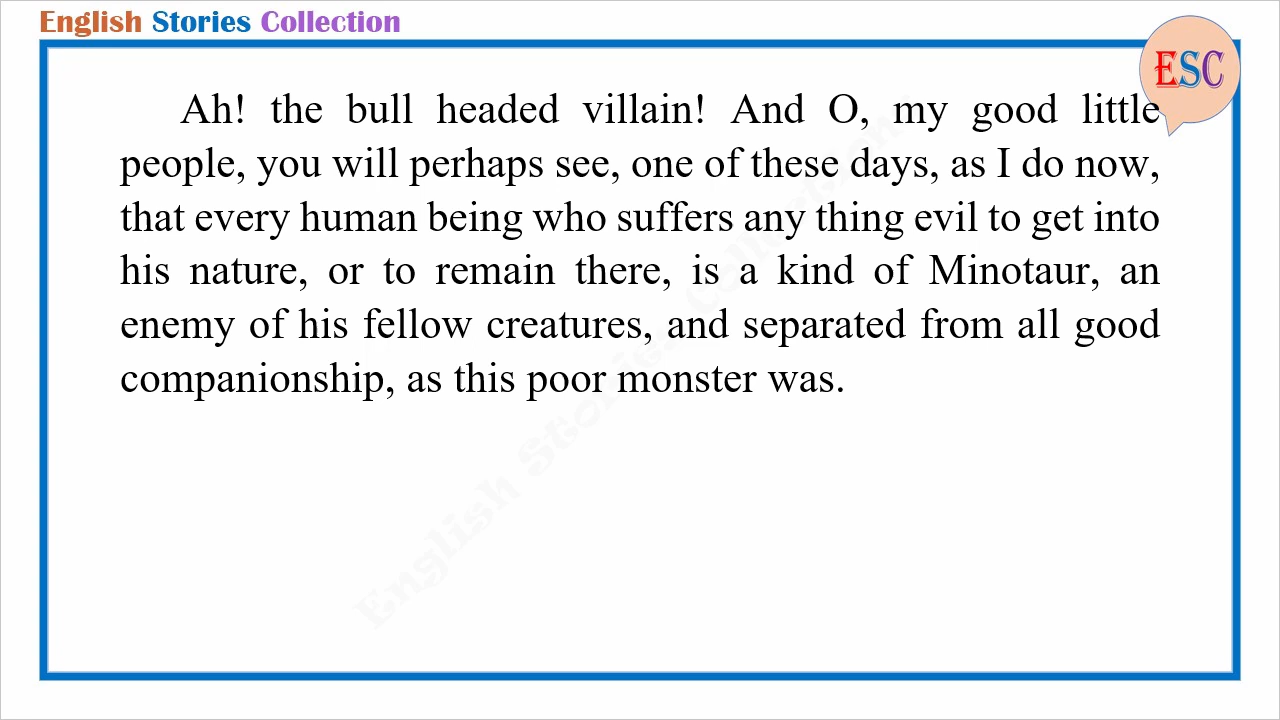 English Stories Collection
ESC
Ah! the bull headed villain! And O, my good little
people, you will perhaps see, one of these days, as I do now,
that every human being who suffers any thing evil to get into
his nature, or to remain there, is a kind of Minotaur, an
enemy of his fellow creatures, and separated from all good
companionship, as this poor monster was.
English Stories Collection